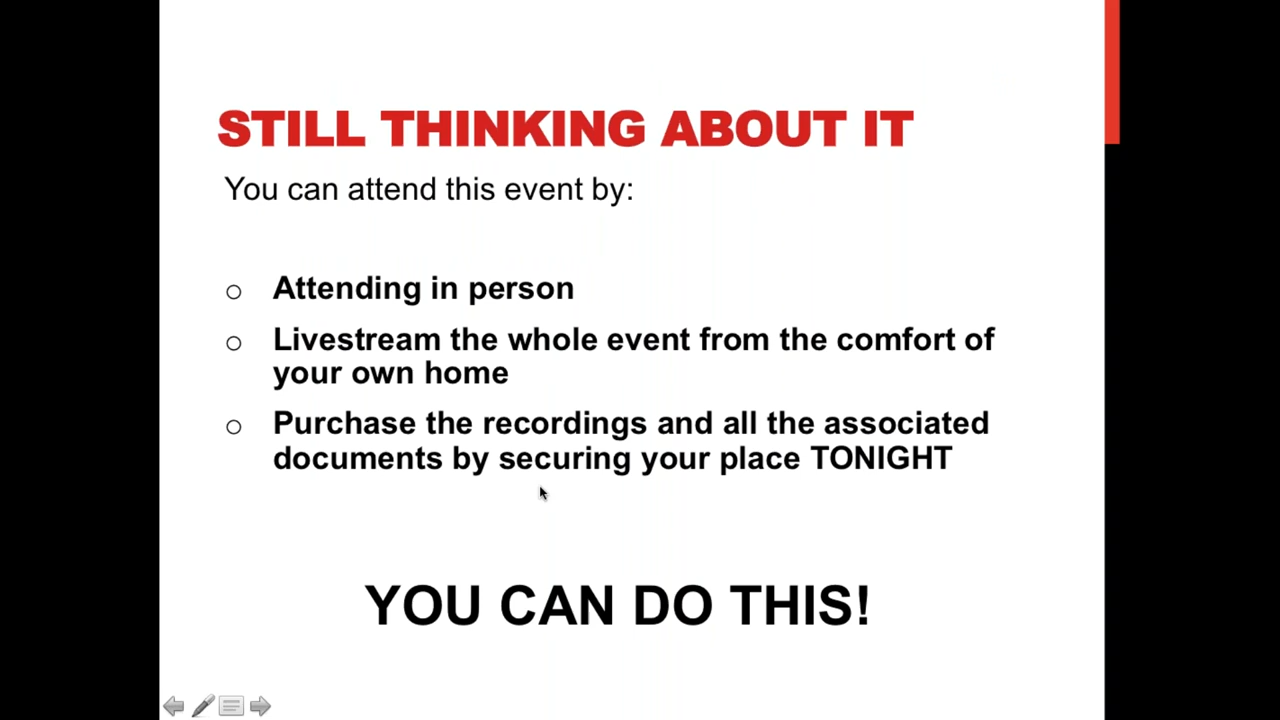 STILL THINKING ABOUT IT
You can attend this event by:
Attending in person
Livestream the whole event from the comfort of
your own home
Purchase the recordings and all the associated
documents by securing your place TONIGHT
YOU CAN DO THIS!